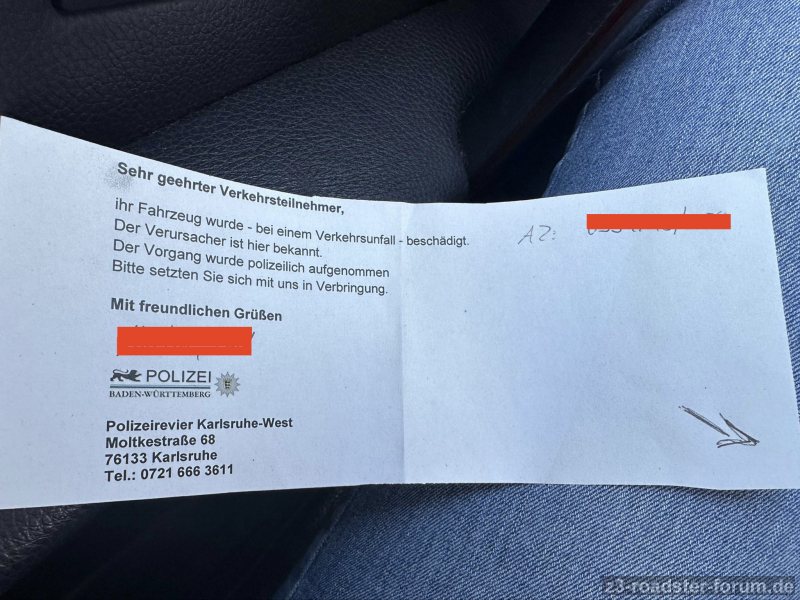 Sehr geehrter Verkehrsteilnehmer,
ihr Fahrzeug wurde - bei einem Verkehrsunfall - beschädigt.
Der Verursacher ist hier bekannt.
Der Vorgang wurde polizeilich aufgenommen
Bitte setzten Sie sich mit uns in Verbringung.
AZ:
Mit freundlichen Grüßen
POLIZEI
BADEN-WÜRTTEMBERG
Polizeirevier Karlsruhe-West
Moltkestraße 68
76133 Karlsruhe
Tel.: 0721 666 3611
z3-roadster-forum.de